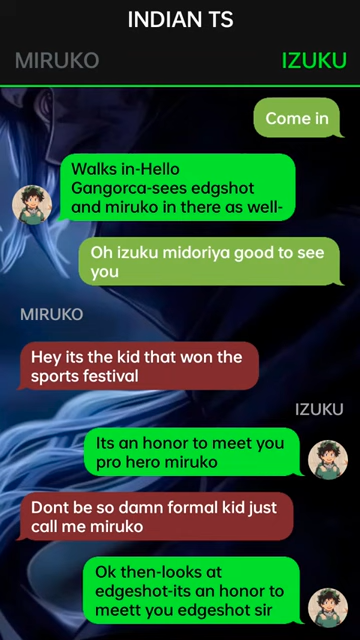 INDIAN TS
MIRUKO
IZUKU
Come in
Walks in-Hello
Gangorca-sees edgshot
and miruko in there as well-
Oh izuku midoriya good to see
you
MIRUKO
Hey its the kid that won the
sports festival
IZUKU
Its an honor to meet you
pro hero miruko
Dont be so damn formal kid just
call me miruko
Ok then-looks at
edgeshot-its an honor to
meett you edgeshot sir